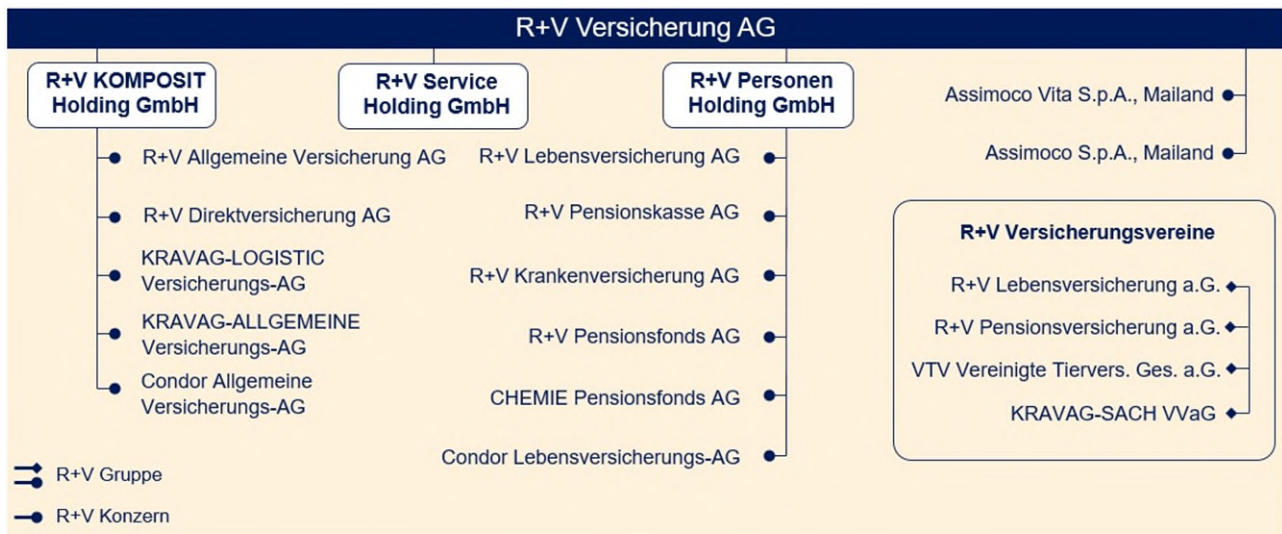 R+V Versicherung AG
R+V KOMPOSIT
Holding GmbH
R+V Allgemeine Versicherung AG
R+V Direktversicherung AG
KRAVAG-LOGISTIC
Versicherungs-AG
KRAVAG-ALLGEMEINE
Versicherungs-AG
Condor Allgemeine
Versicherungs-AG
R+V Service
Holding GmbH
R+V Personen
Holding GmbH
R+V Lebensversicherung AG
R+V Pensionskasse AG
R+V Krankenversicherung AG
R+V Pensionsfonds AG
CHEMIE Pensionsfonds AG
Condor Lebensversicherungs-AG
Assimoco Vita S.p.A., Mailand
Assimoco S.p.A., Mailand
R+V Versicherungsvereine
R+V Lebensversicherung a.G.
R+V Pensionsversicherung a.G.
VTV Vereinigte Tiervers. Ges. a.G.
KRAVAG-SACH VVaG
R+V Gruppe
R+V Konzern